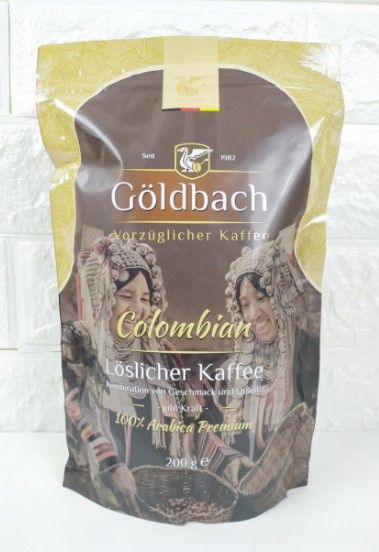 Seit 1982
Göldbach
Vorzüglicher Kaffee
Colombian
Löslicher Kaffee
Kombination von Geschmack und
- gibt Kraft -
100% Arabica Premium
200 g ℮